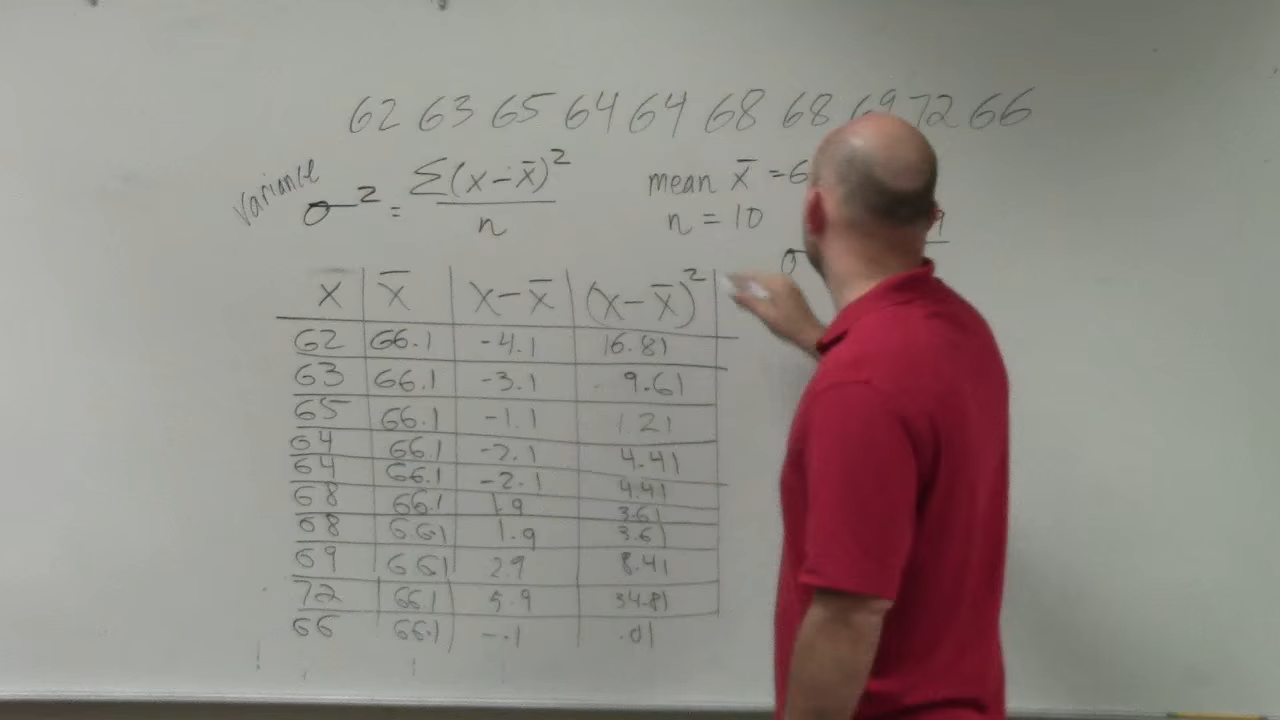 62 63 65 64 64 68 68 69 72 66
variance σ² = Σ(x-x̄)² / n
mean x̄ = 6
n = 10
σ
9
x | x̄ | x-x̄ | (x-x̄)²
62 | 66.1 | -4.1 | 16.81
63 | 66.1 | -3.1 | 9.61
65 | 66.1 | -1.1 | 1.21
64 | 66.1 | -2.1 | 4.41
64 | 66.1 | -2.1 | 4.41
68 | 66.1 | 1.9 | 3.61
68 | 66.1 | 1.9 | 3.61
69 | 66.1 | 2.9 | 8.41
72 | 66.1 | 5.9 | 34.81
66 | 66.1 | -.1 | .01